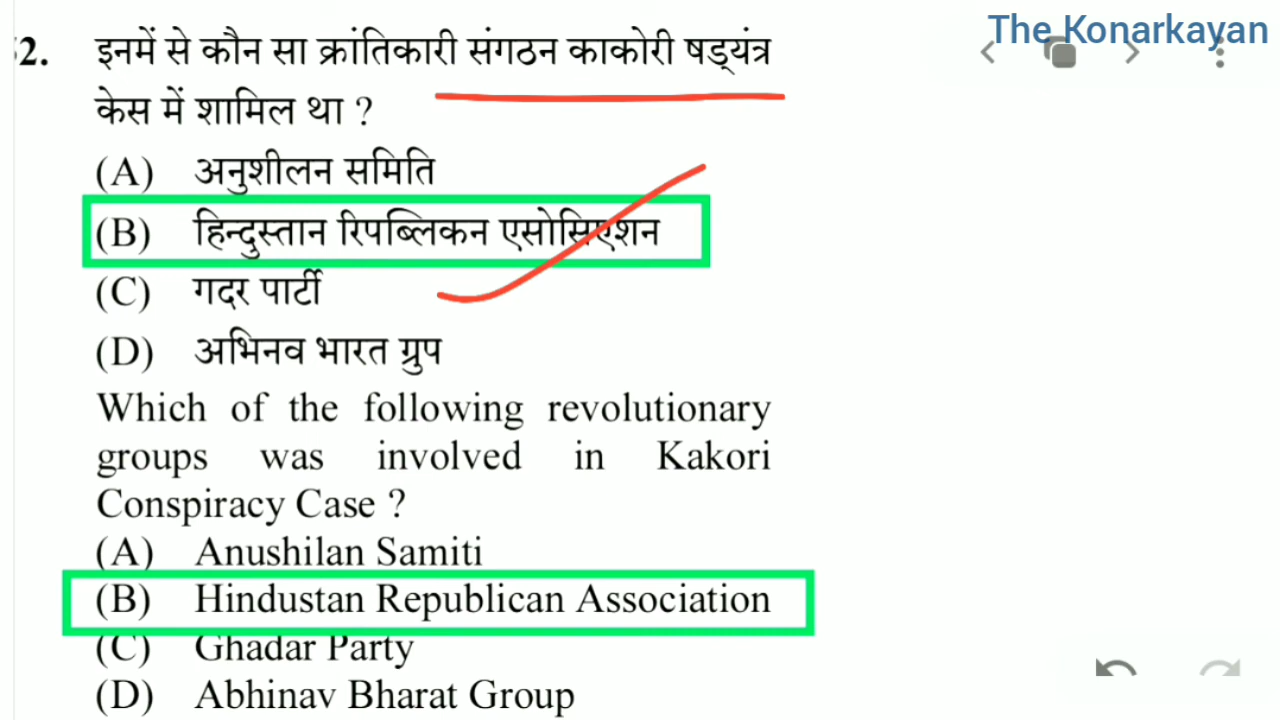 The Konarkayan
2. इनमें से कौन सा क्रांतिकारी संगठन काकोरी षड्यंत्र
केस में शामिल था ?
(A) अनुशीलन समिति
(B) हिन्दुस्तान रिपब्लिकन एसोसिएशन
(C) गदर पार्टी
(D) अभिनव भारत ग्रुप
Which of the following revolutionary
groups was involved in Kakori
Conspiracy Case ?
(A) Anushilan Samiti
(B) Hindustan Republican Association
(C) Ghadar Party
(D) Abhinav Bharat Group